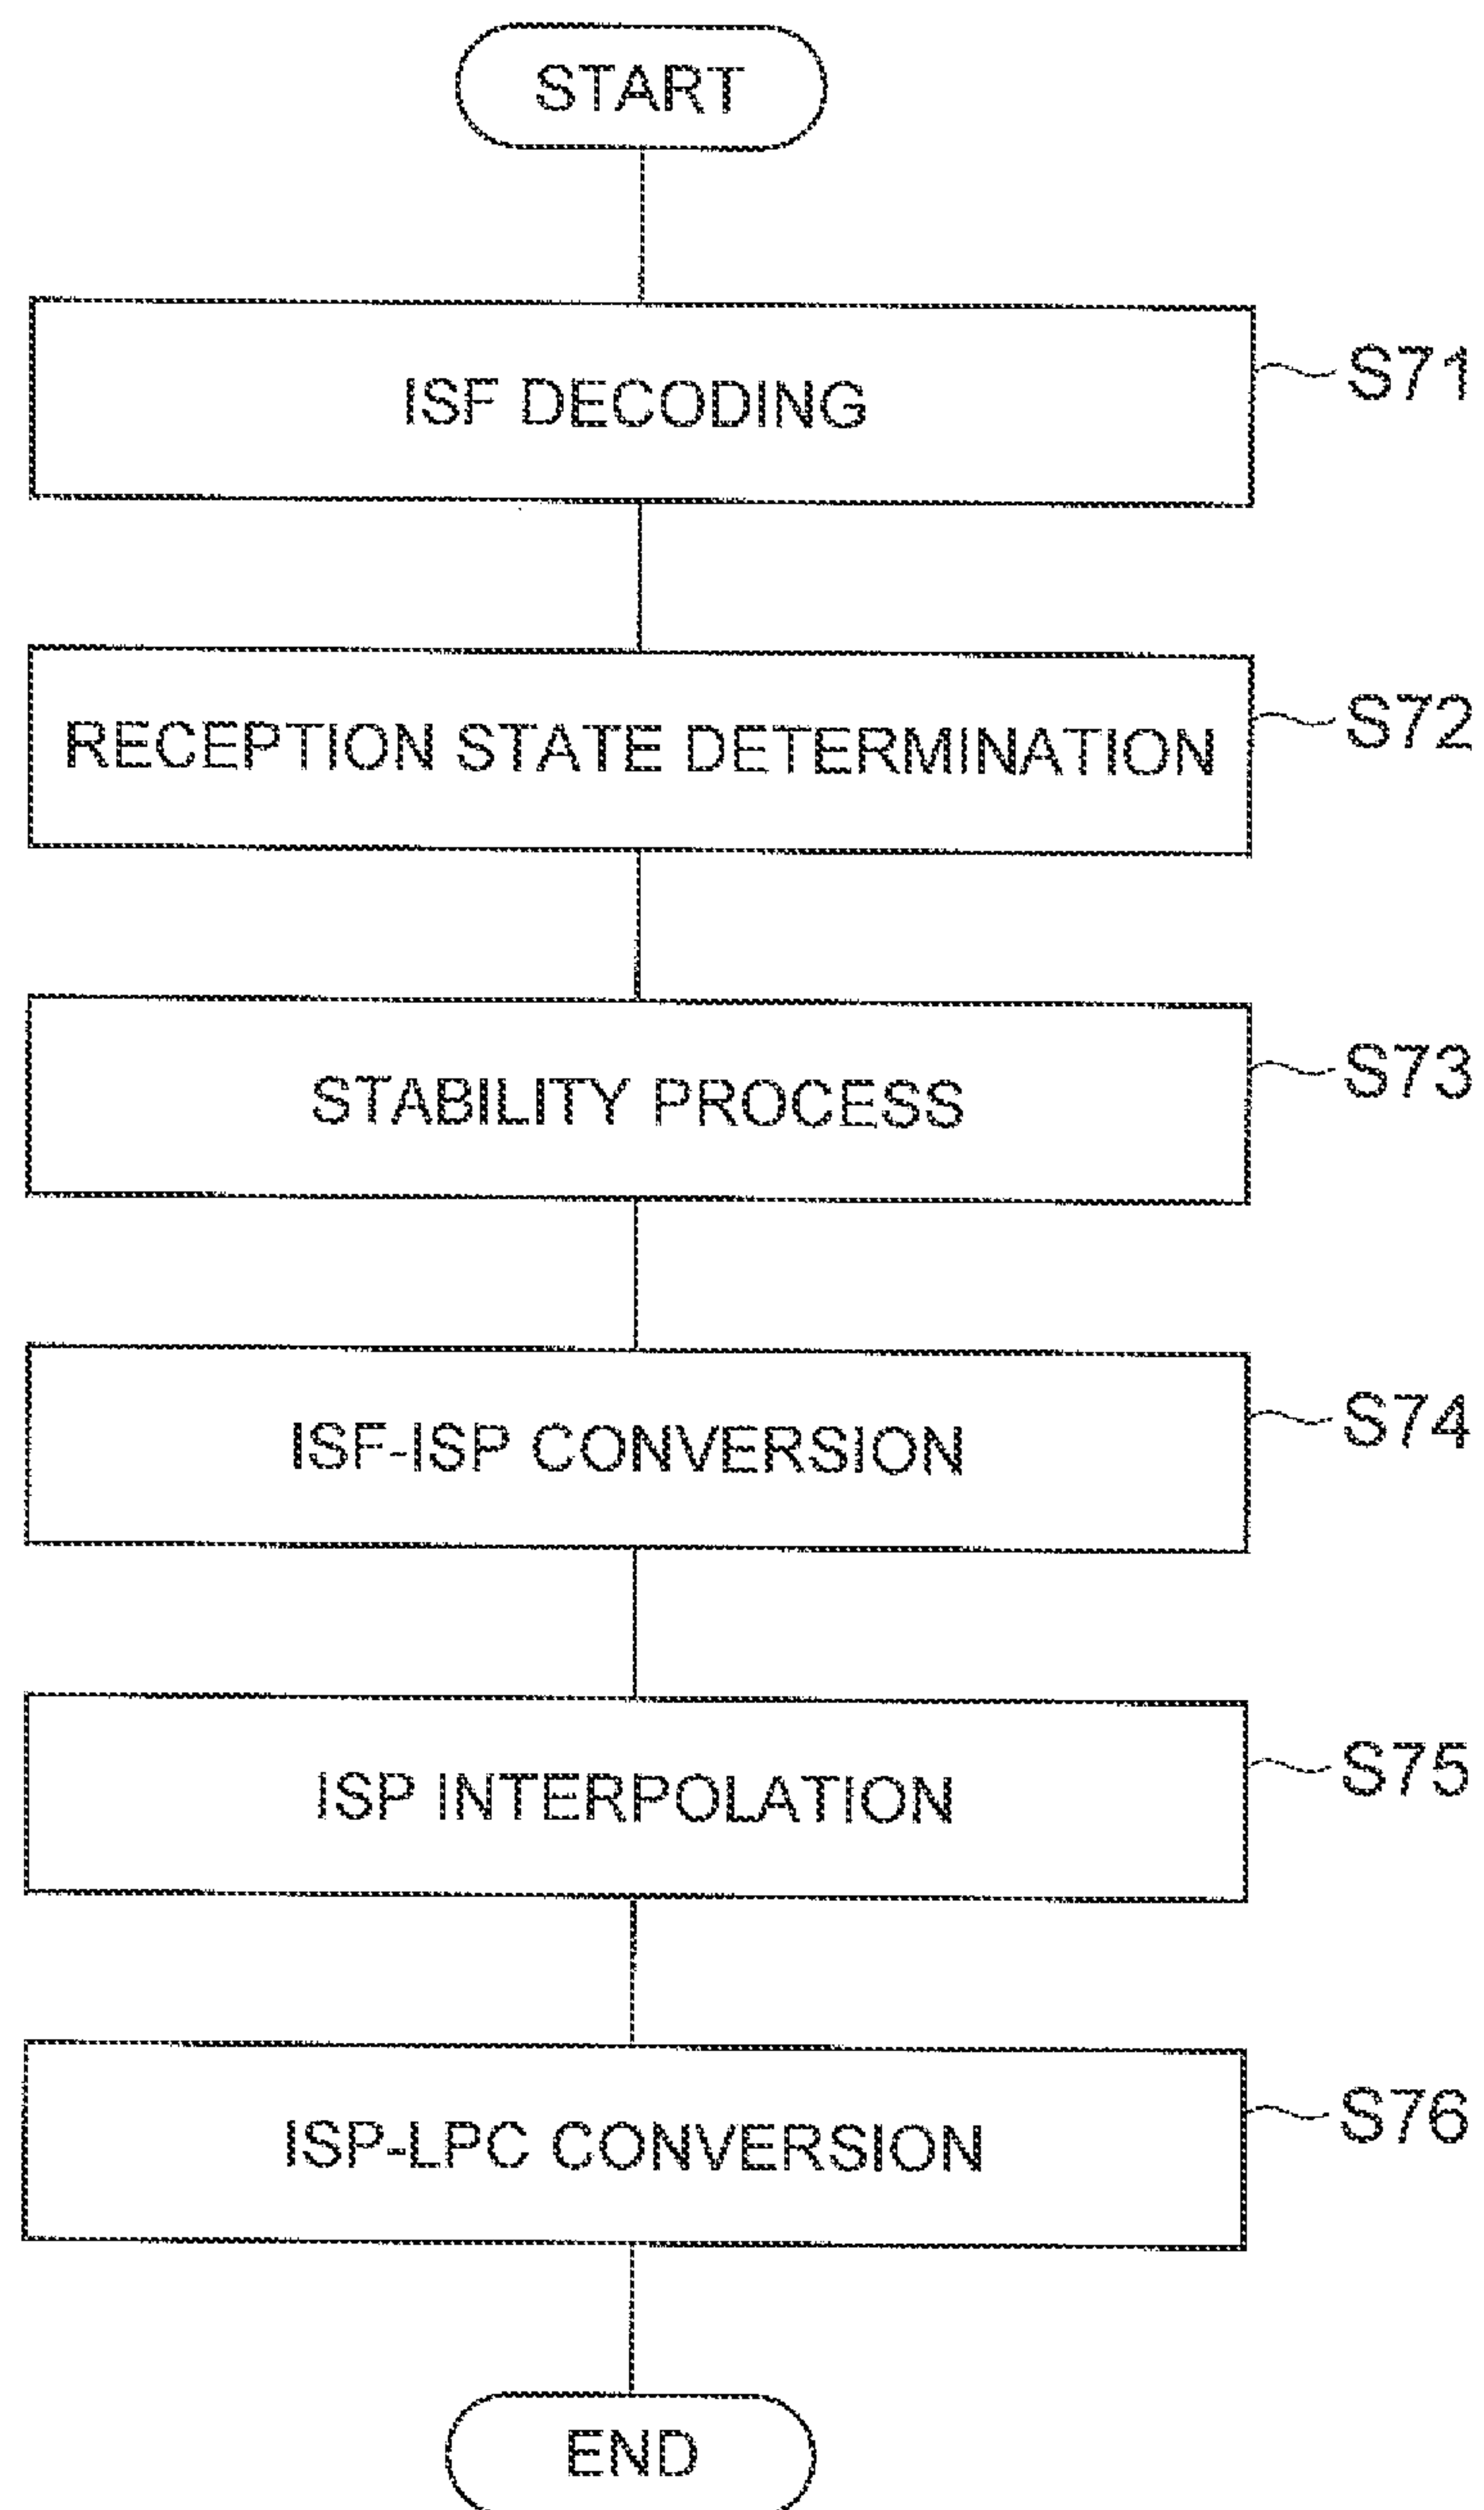 START
ISF DECODING S71
RECEPTION STATE DETERMINATION S72
STABILITY PROCESS S73
ISF-ISP CONVERSION S74
ISP INTERPOLATION S75
ISP-LPC CONVERSION S76
END